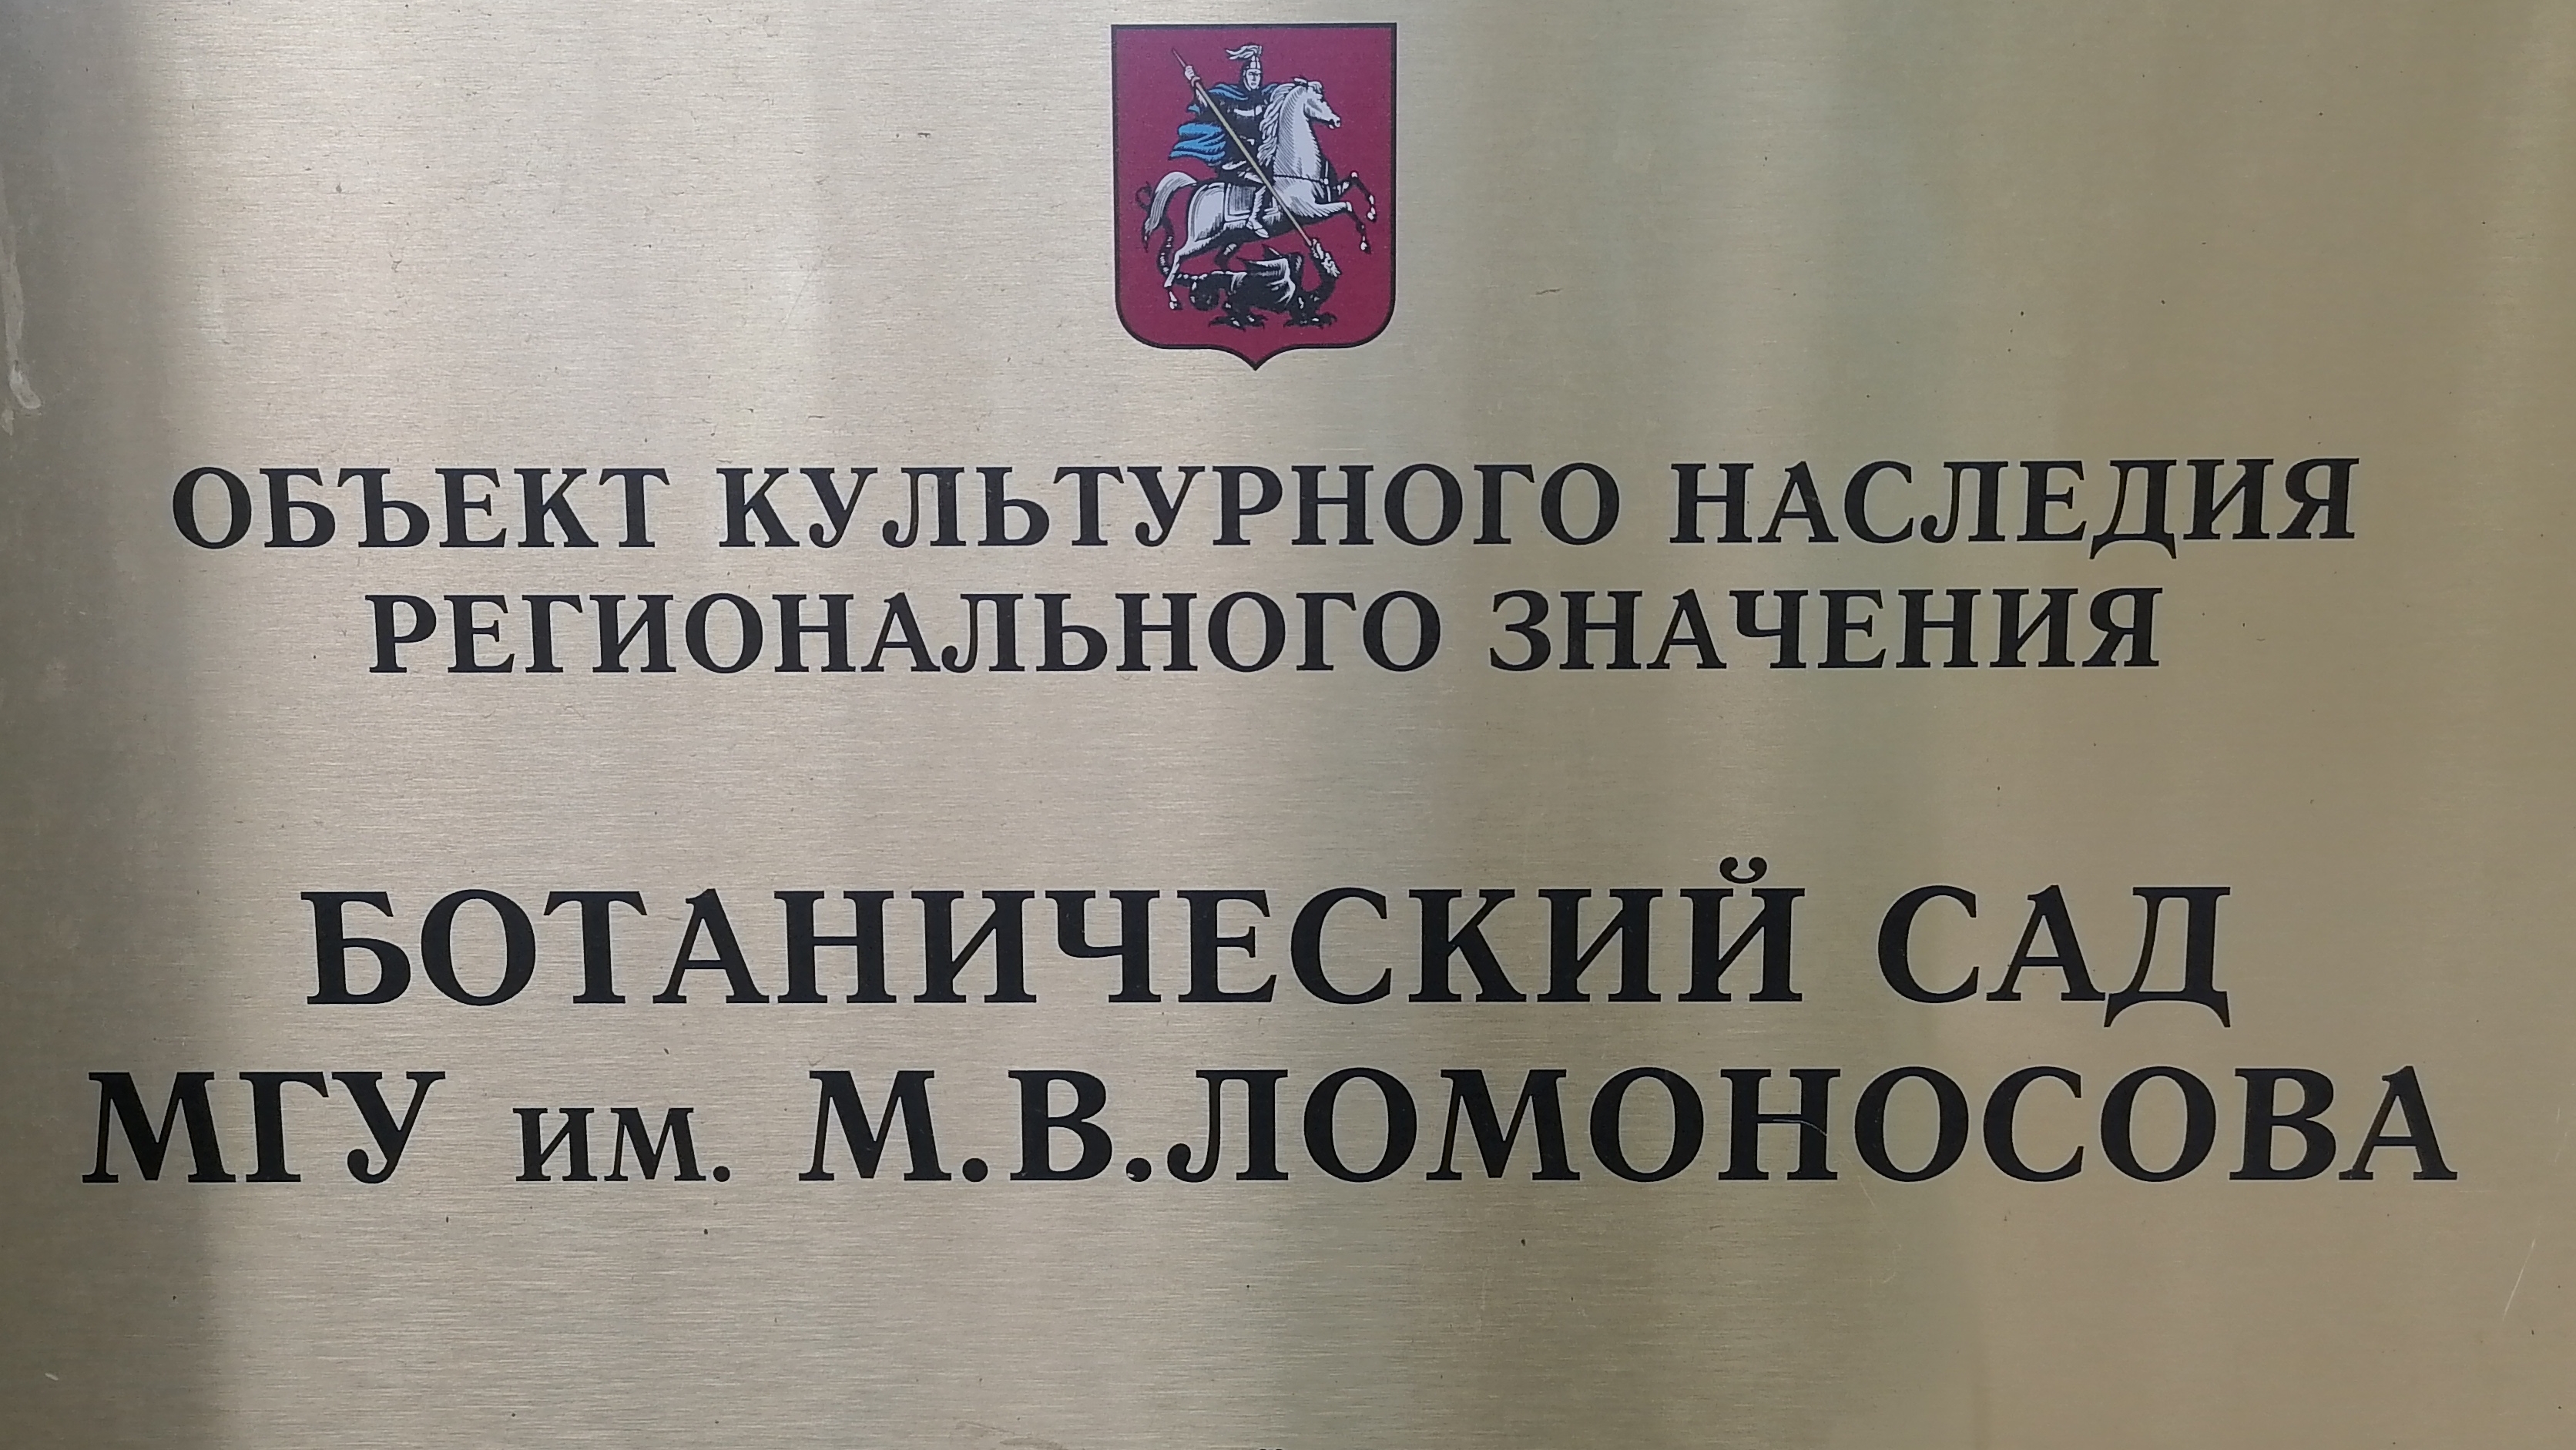 ОБЪЕКТ КУЛЬТУРНОГО НАСЛЕДИЯ
РЕГИОНАЛЬНОГО ЗНАЧЕНИЯ
БОТАНИЧЕСКИЙ САД
МГУ им. М.В.ЛОМОНОСОВА